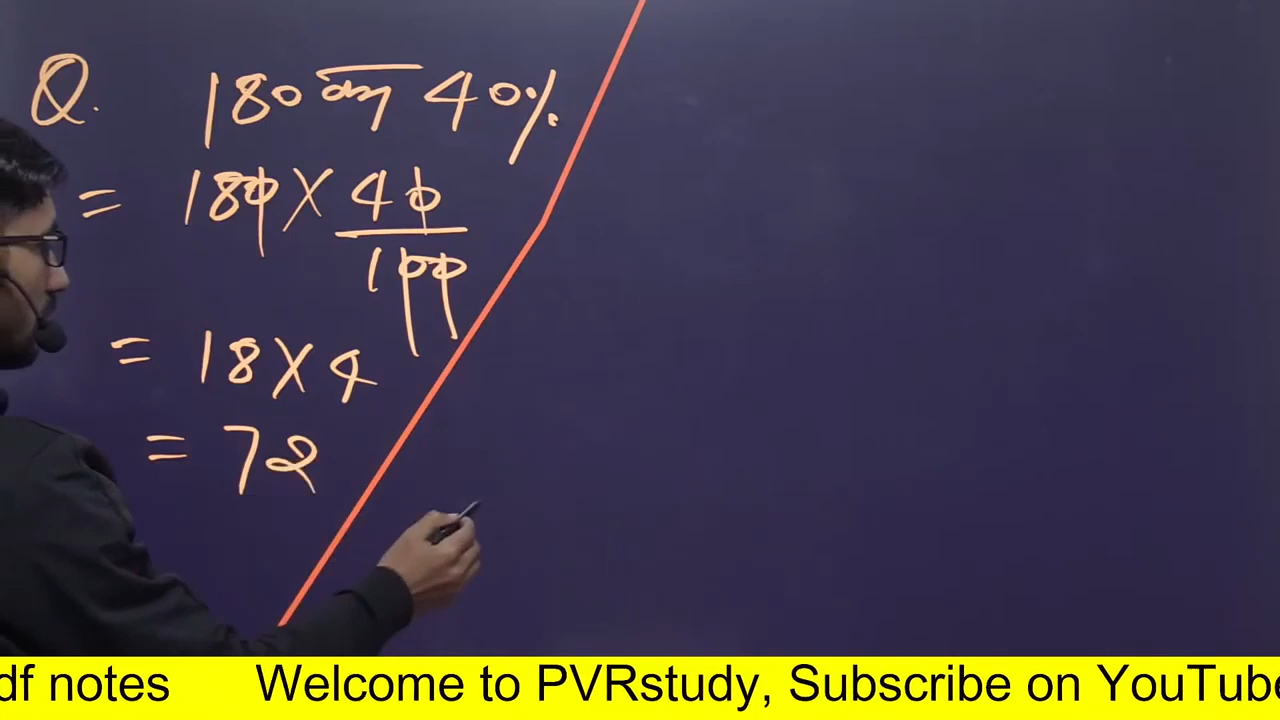 Q. 180 का 40%
= 180 × 40/100
= 18 × 4
= 72
df notes Welcome to PVRstudy, Subscribe on YouTube